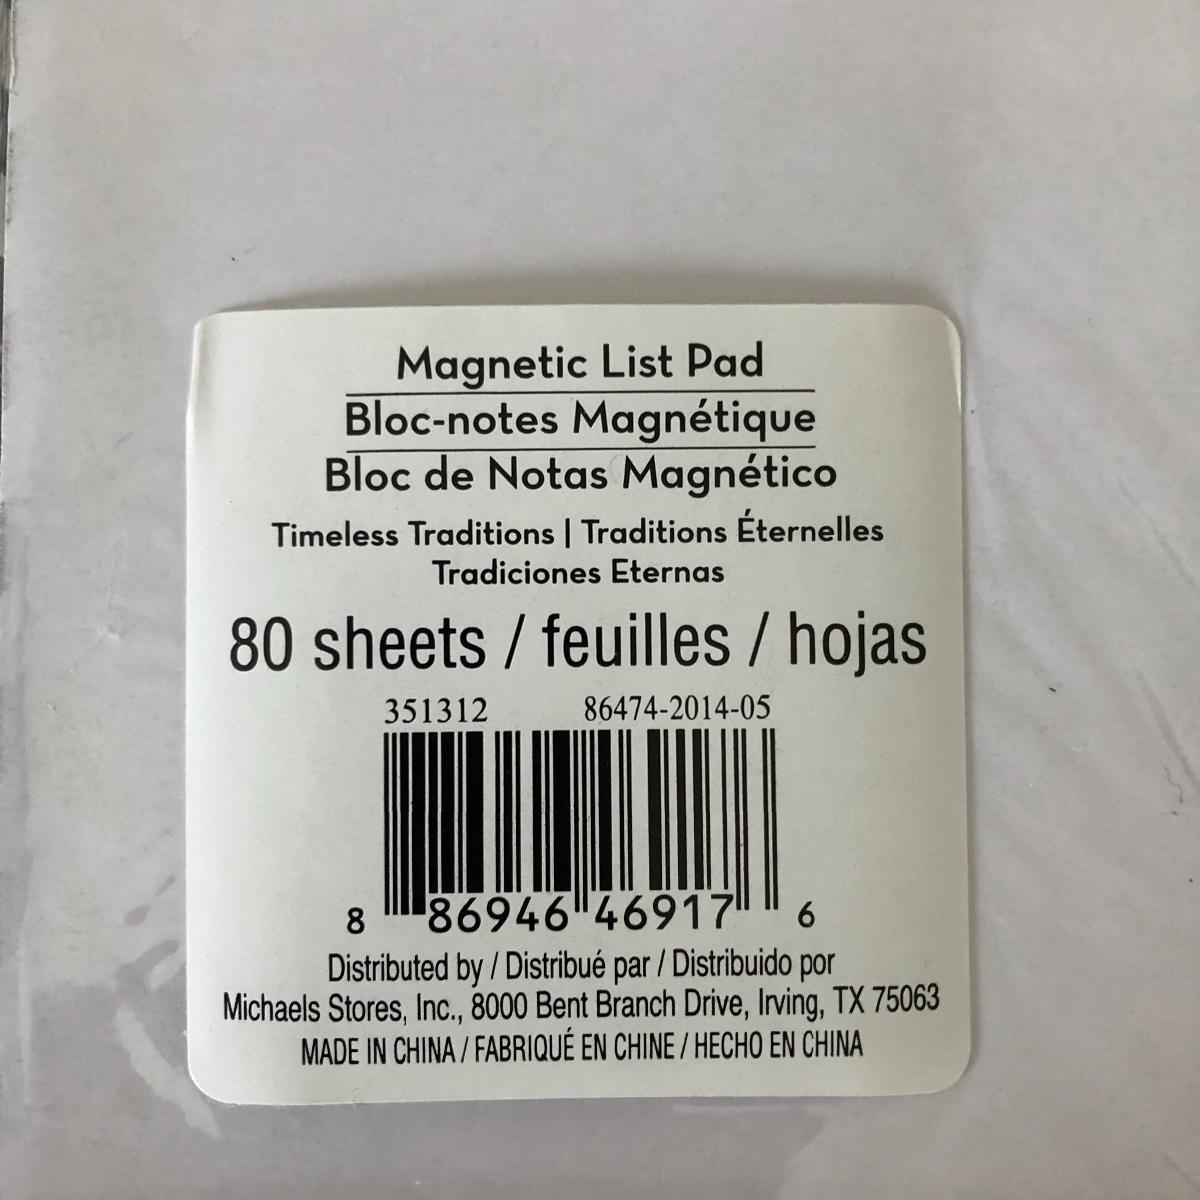 Magnetic List Pad
Bloc-notes Magnétique
Bloc de Notas Magnético
Timeless Traditions | Traditions Éternelles
Tradiciones Eternas
80 sheets / feuilles / hojas
351312 86474-2014-05
8 86946 46917 6
Distributed by / Distribué par / Distribuido por
Michaels Stores, Inc., 8000 Bent Branch Drive, Irving, TX 75063
MADE IN CHINA / FABRIQUÉ EN CHINE / HECHO EN CHINA